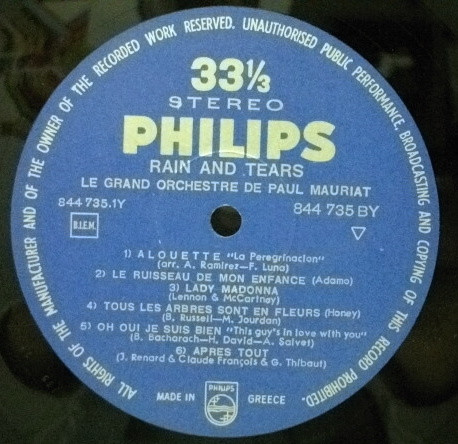 ALL RIGHTS OF THE MANUFACTURER AND OF THE OWNER OF THE RECORDED WORK RESERVED. UNAUTHORISED PUBLIC PERFORMANCE, BROADCASTING AND COPYING OF THIS RECORD PROHIBITED.
33⅓
STEREO
PHILIPS
RAIN AND TEARS
LE GRAND ORCHESTRE DE PAUL MAURIAT
844 735.1Y 844 735 BY
B.I.E.M.
1) ALOUETTE "La Peregrinacion"
(arr. A. Ramirez—F. Luna)
2) LE RUISSEAU DE MON ENFANCE (Adamo)
3) LADY MADONNA
(Lennon & McCartney)
4) TOUS LES ARBRES SONT EN FLEURS (Honey)
(B. Russell—M. Jourdan)
5) OH OUI JE SUIS BIEN "This guy's in love with you"
(B. Bacharach—H. David—A. Salvet)
6) APRES TOUT
(J. Renard & Claude François & G. Thibaut)
MADE IN PHILIPS GREECE